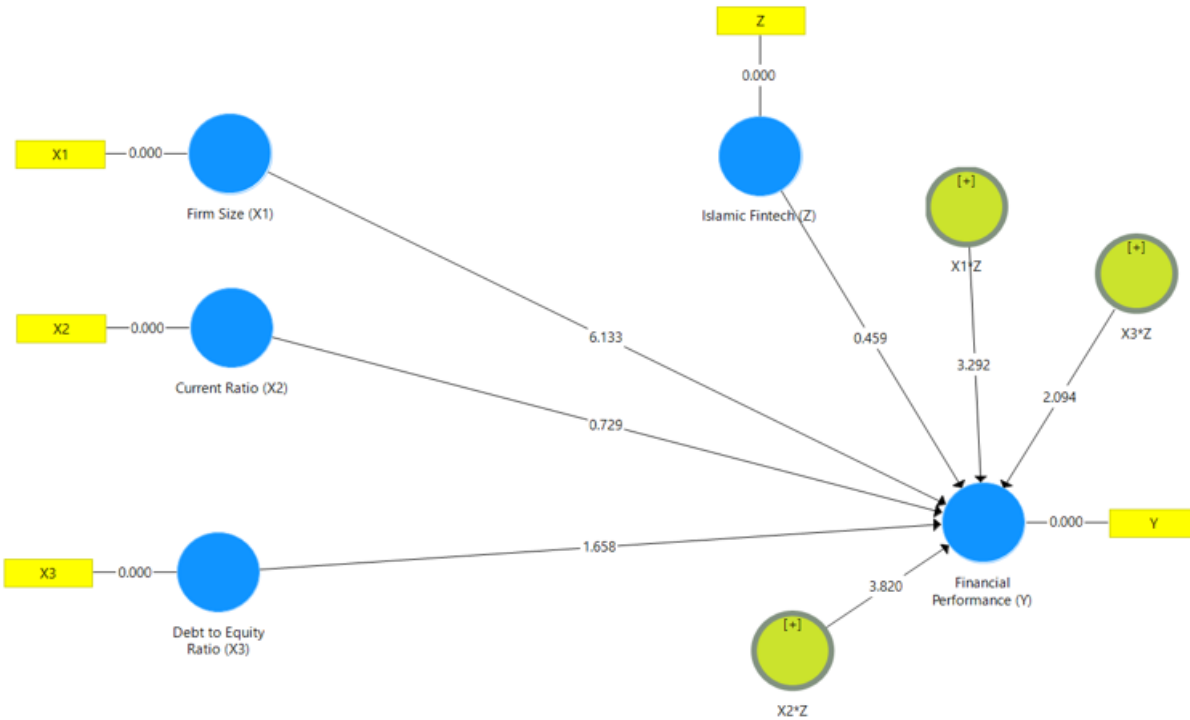 Z
0.000
X1
0.000
Firm Size (X1)
Islamic Fintech (Z)
[+]
X1*Z
[+]
X3*Z
X2
0.000
Current Ratio (X2)
6.133
0.459
3.292
2.094
0.729
1.658
X3
0.000
Debt to Equity
Ratio (X3)
0.000
Y
Financial
Performance (Y)
3.820
[+]
X2*Z